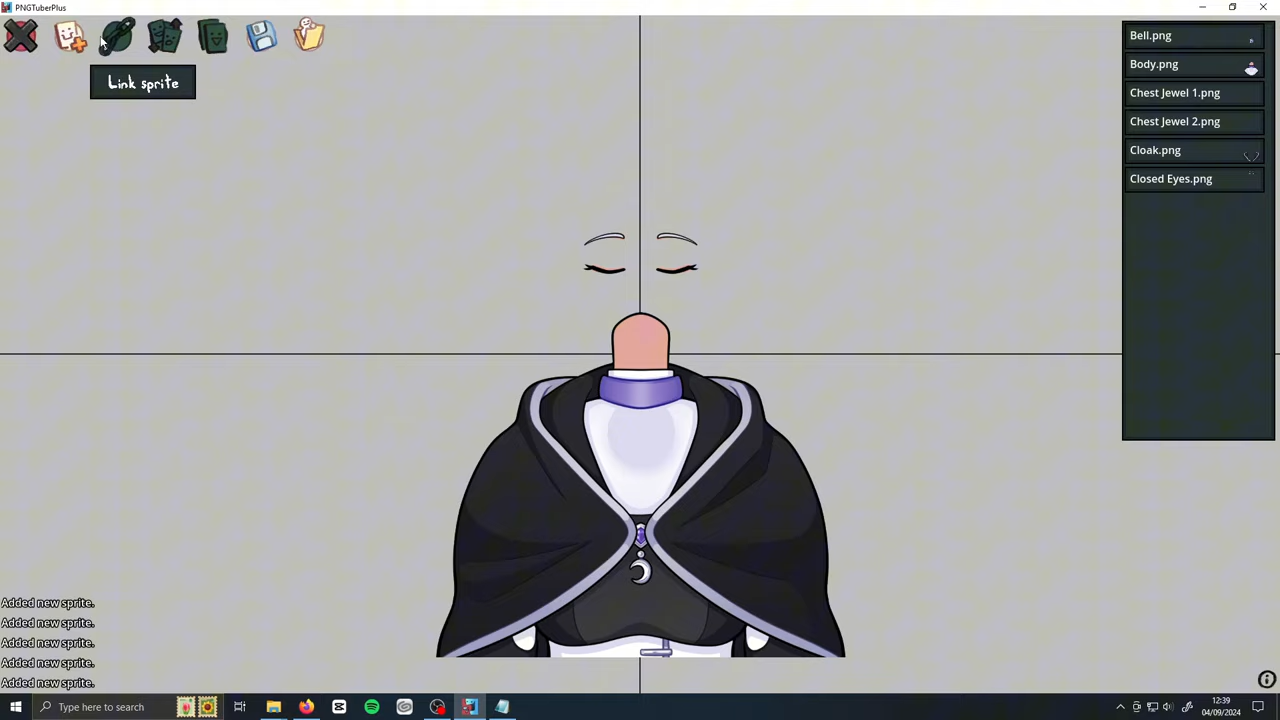 PNGTuberPlus
Link sprite
Bell.png
Body.png
Chest Jewel 1.png
Chest Jewel 2.png
Cloak.png
Closed Eyes.png
Added new sprite.
Added new sprite.
Added new sprite.
Added new sprite.
Added new sprite.
Type here to search
12:39
04/09/2024